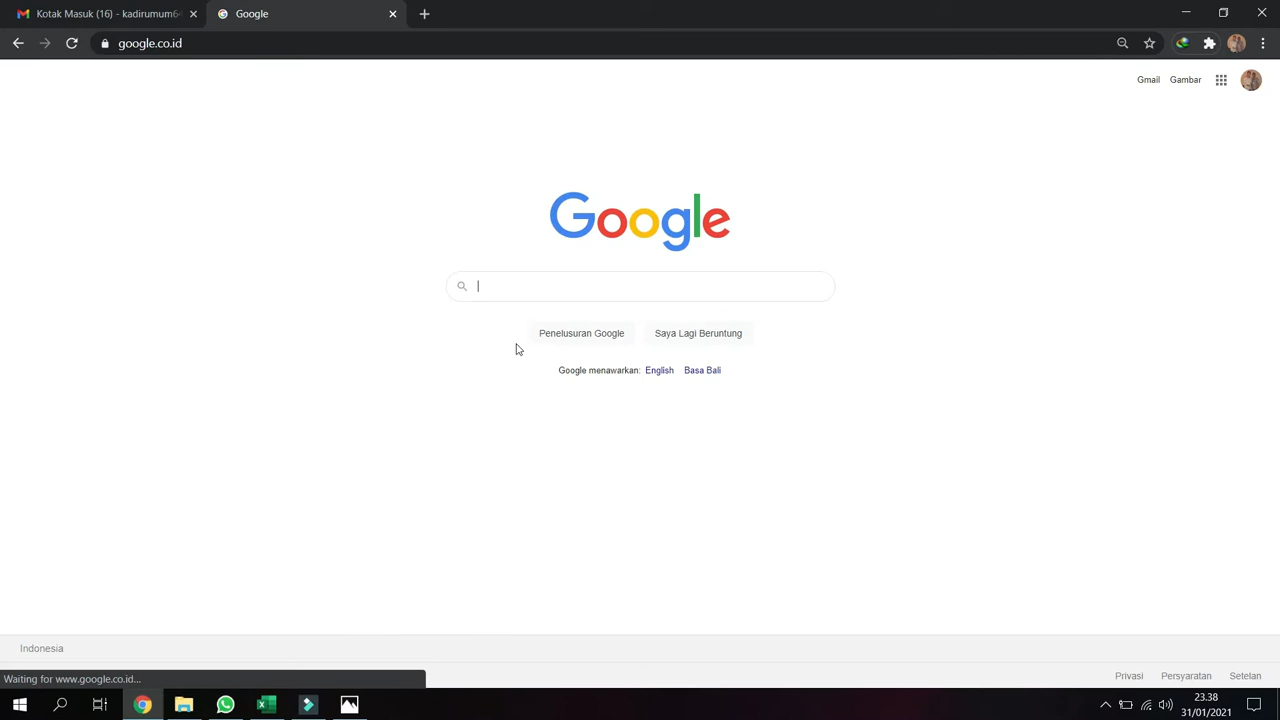 Kotak Masuk (16) - kadirumum64
Google
google.co.id
Gmail
Gambar
Google
Penelusuran Google
Saya Lagi Beruntung
Google menawarkan: English Basa Bali
Indonesia
Waiting for www.google.co.id...
Privasi
Persyaratan
Setelan
23.38
31/01/2021